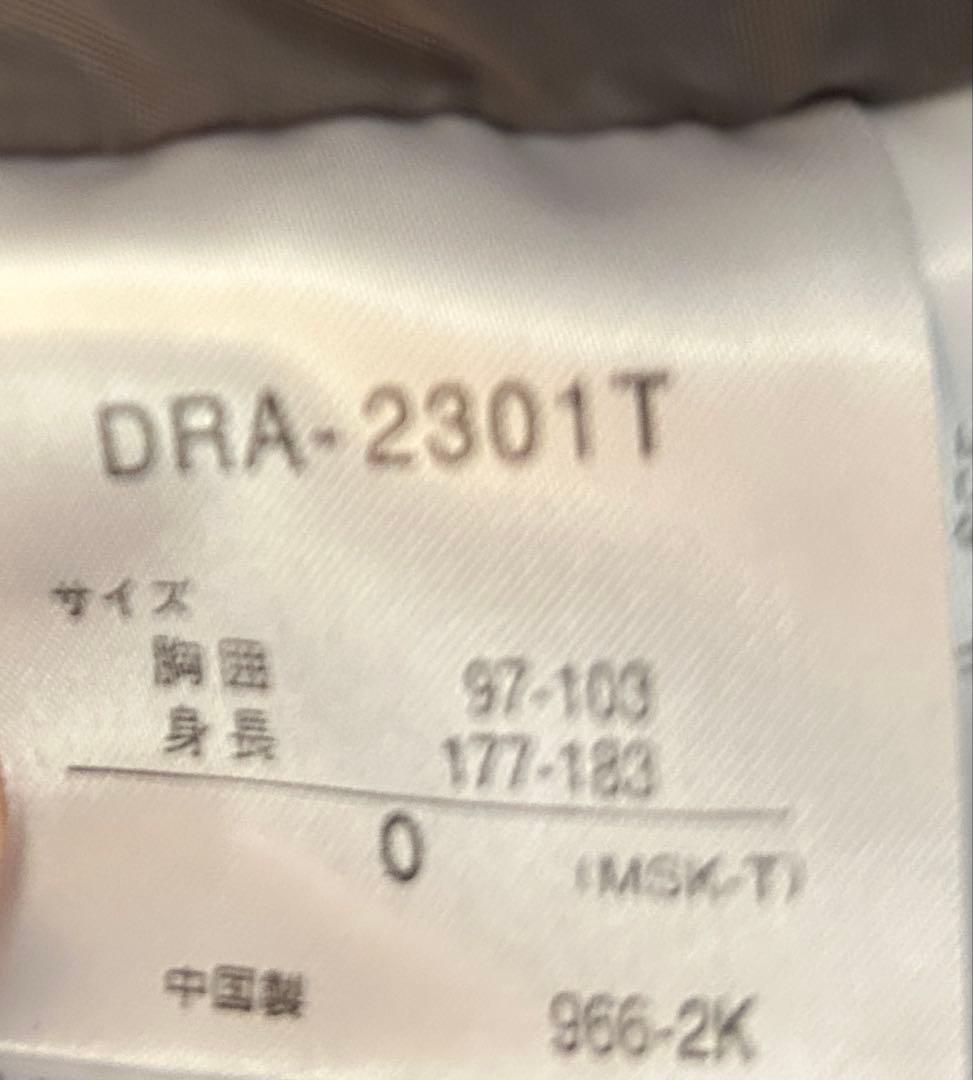 DRA-2301T
サイズ
胸囲 97-103
身長 177-183
O (MSK-T)
中国製 966-2K